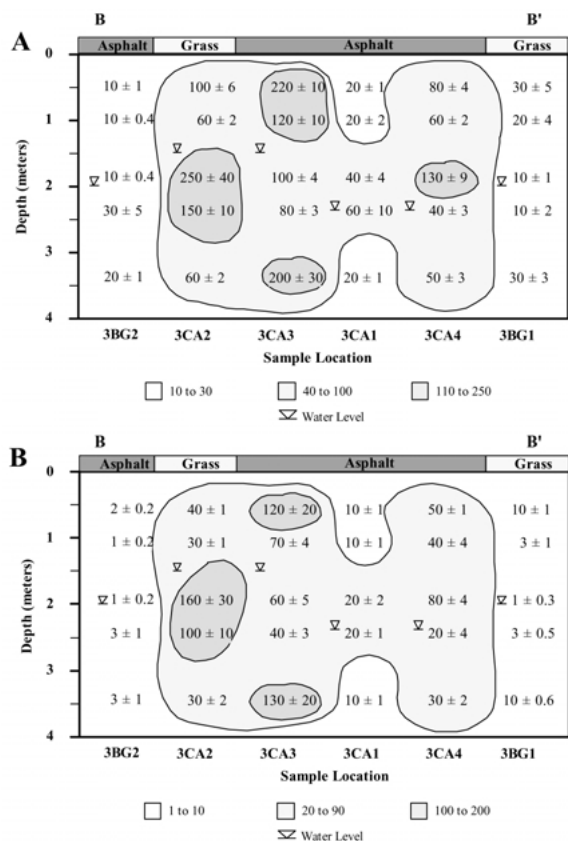 B B'
A
0
Asphalt Grass Asphalt Grass
10 ± 1 100 ± 6 220 ± 10 20 ± 1 80 ± 4 30 ± 5
1 10 ± 0.4 60 ± 2 120 ± 10 20 ± 2 60 ± 2 20 ± 4
Depth (meters)
2 10 ± 0.4 250 ± 40 100 ± 4 40 ± 4 130 ± 9 10 ± 1
30 ± 5 150 ± 10 80 ± 3 60 ± 10 40 ± 3 10 ± 2
3
20 ± 1 60 ± 2 200 ± 30 20 ± 1 50 ± 3 30 ± 3
4
3BG2 3CA2 3CA3 3CA1 3CA4 3BG1
Sample Location
10 to 30 40 to 100 110 to 250
Water Level
B B'
B
0
Asphalt Grass Asphalt Grass
2 ± 0.2 40 ± 1 120 ± 20 10 ± 1 50 ± 1 10 ± 1
1 1 ± 0.2 30 ± 1 70 ± 4 10 ± 1 40 ± 4 3 ± 1
Depth (meters)
2 1 ± 0.2 160 ± 30 60 ± 5 20 ± 2 80 ± 4 1 ± 0.3
3 ± 1 100 ± 10 40 ± 3 20 ± 1 20 ± 4 3 ± 0.5
3
3 ± 1 30 ± 2 130 ± 20 10 ± 1 30 ± 2 10 ± 0.6
4
3BG2 3CA2 3CA3 3CA1 3CA4 3BG1
Sample Location
1 to 10 20 to 90 100 to 200
Water Level